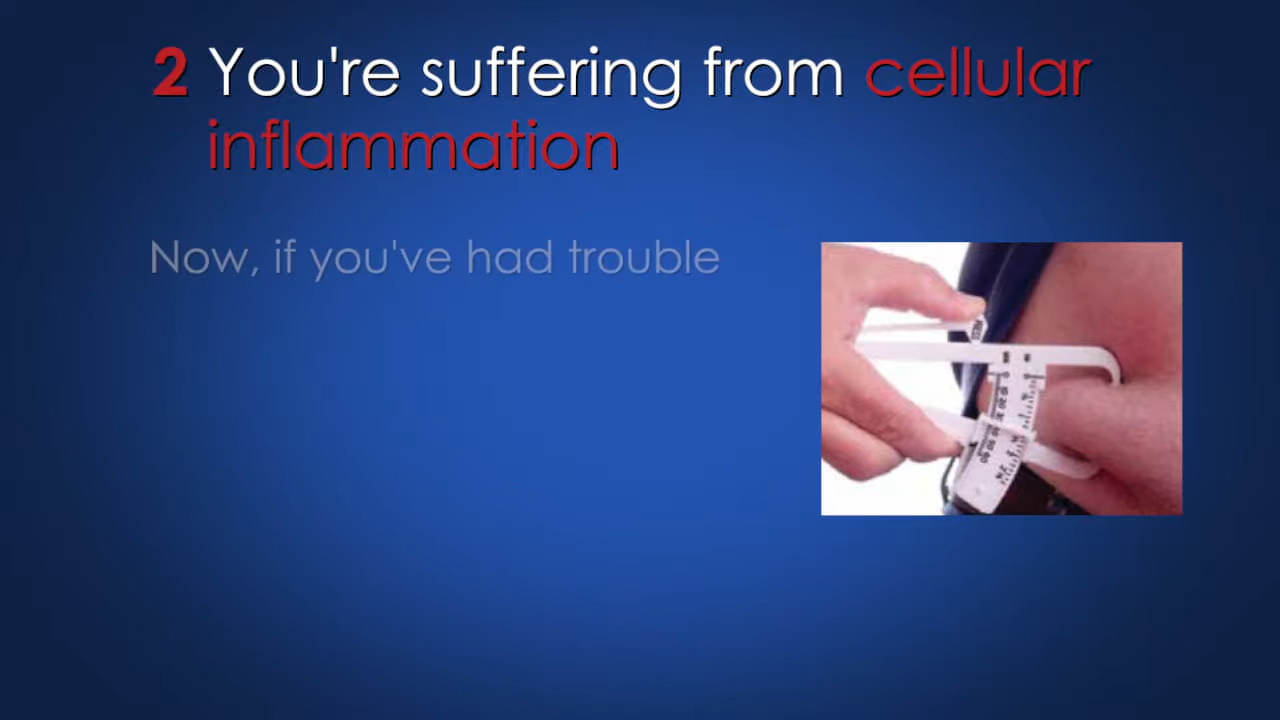 2 You're suffering from cellular
inflammation
Now, if you've had trouble